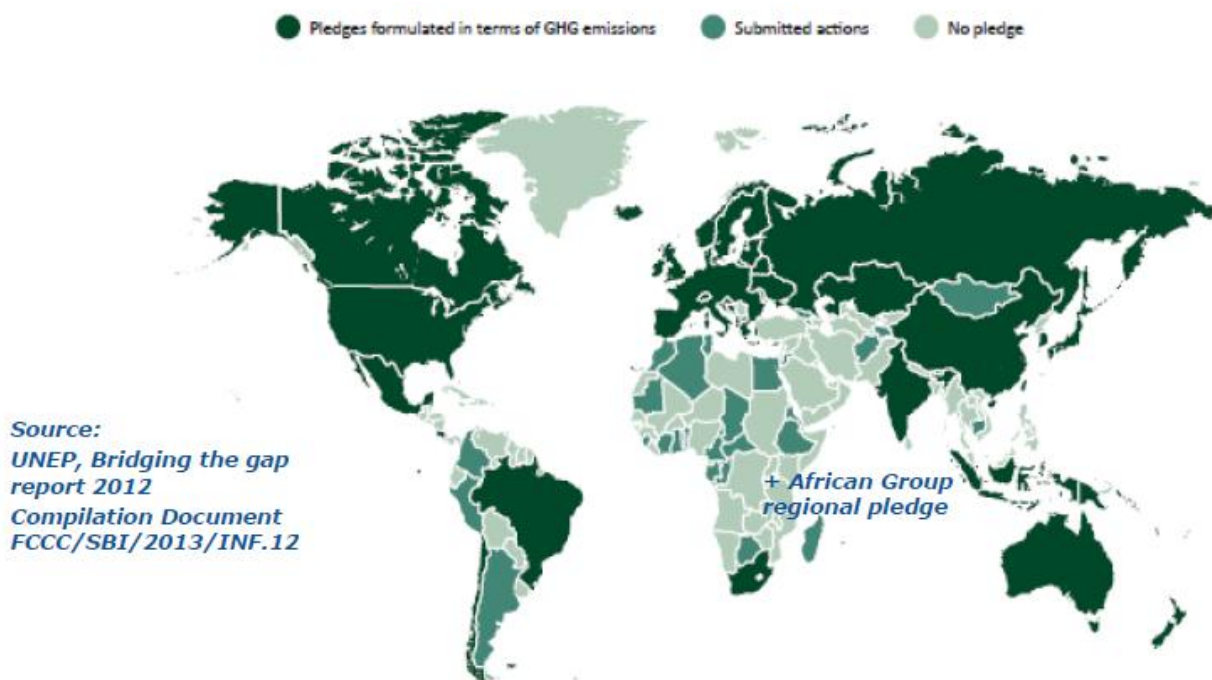 Pledges formulated in terms of GHG emissions
Submitted actions
No pledge
Source:
UNEP, Bridging the gap
report 2012
Compilation Document
FCCC/SBI/2013/INF.12
+ African Group
regional pledge